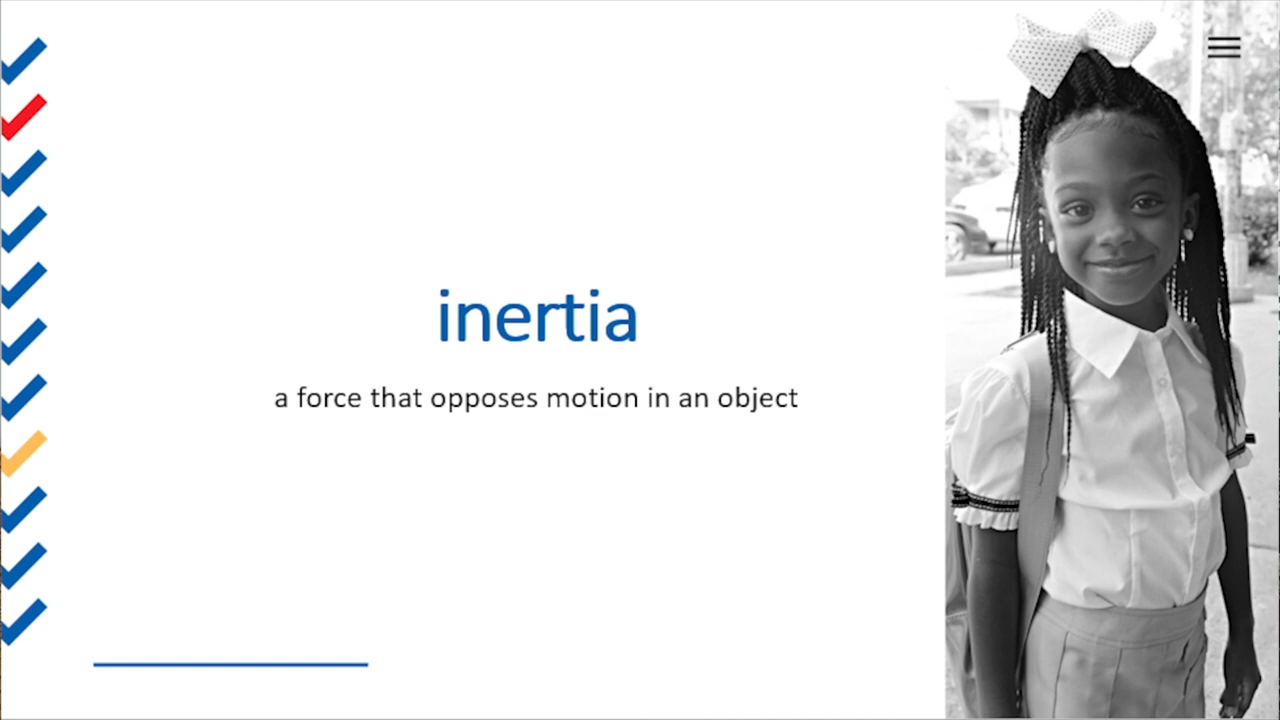 inertia
a force that opposes motion in an object